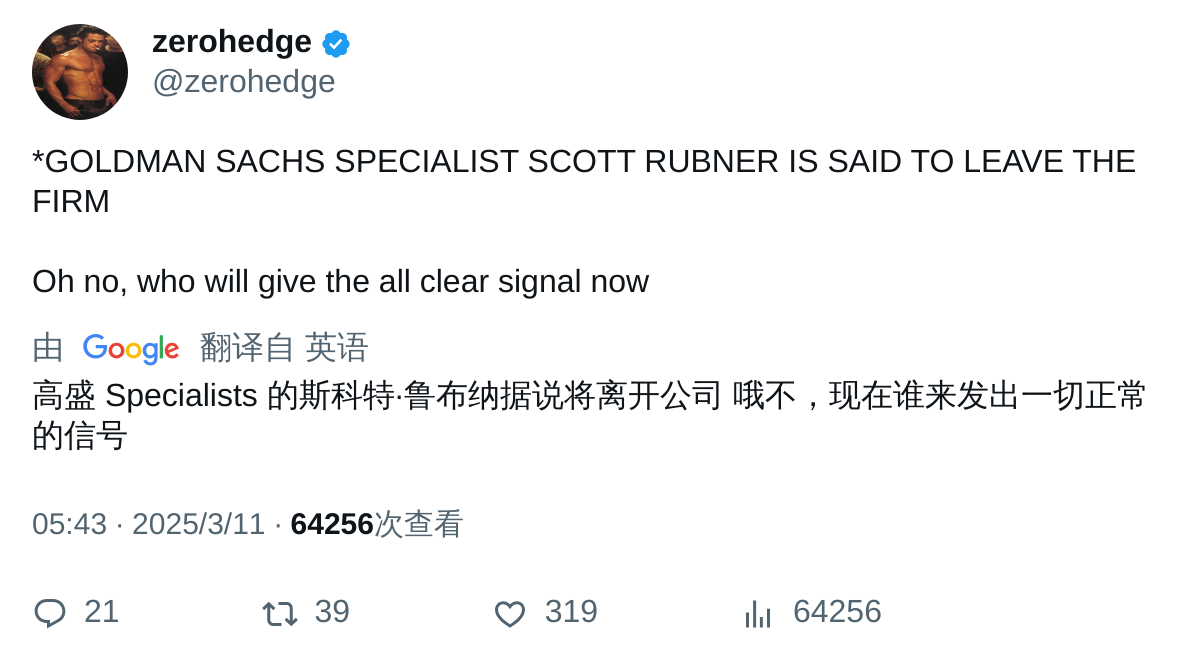 zerohedge
@zerohedge
*GOLDMAN SACHS SPECIALIST SCOTT RUBNER IS SAID TO LEAVE THE
FIRM
Oh no, who will give the all clear signal now
由 Google 翻译自 英语
高盛 Specialists 的斯科特·鲁布纳据说将离开公司 哦不，现在谁来发出一切正常
的信号
05:43 · 2025/3/11 · 64256次查看
21 39 319 64256